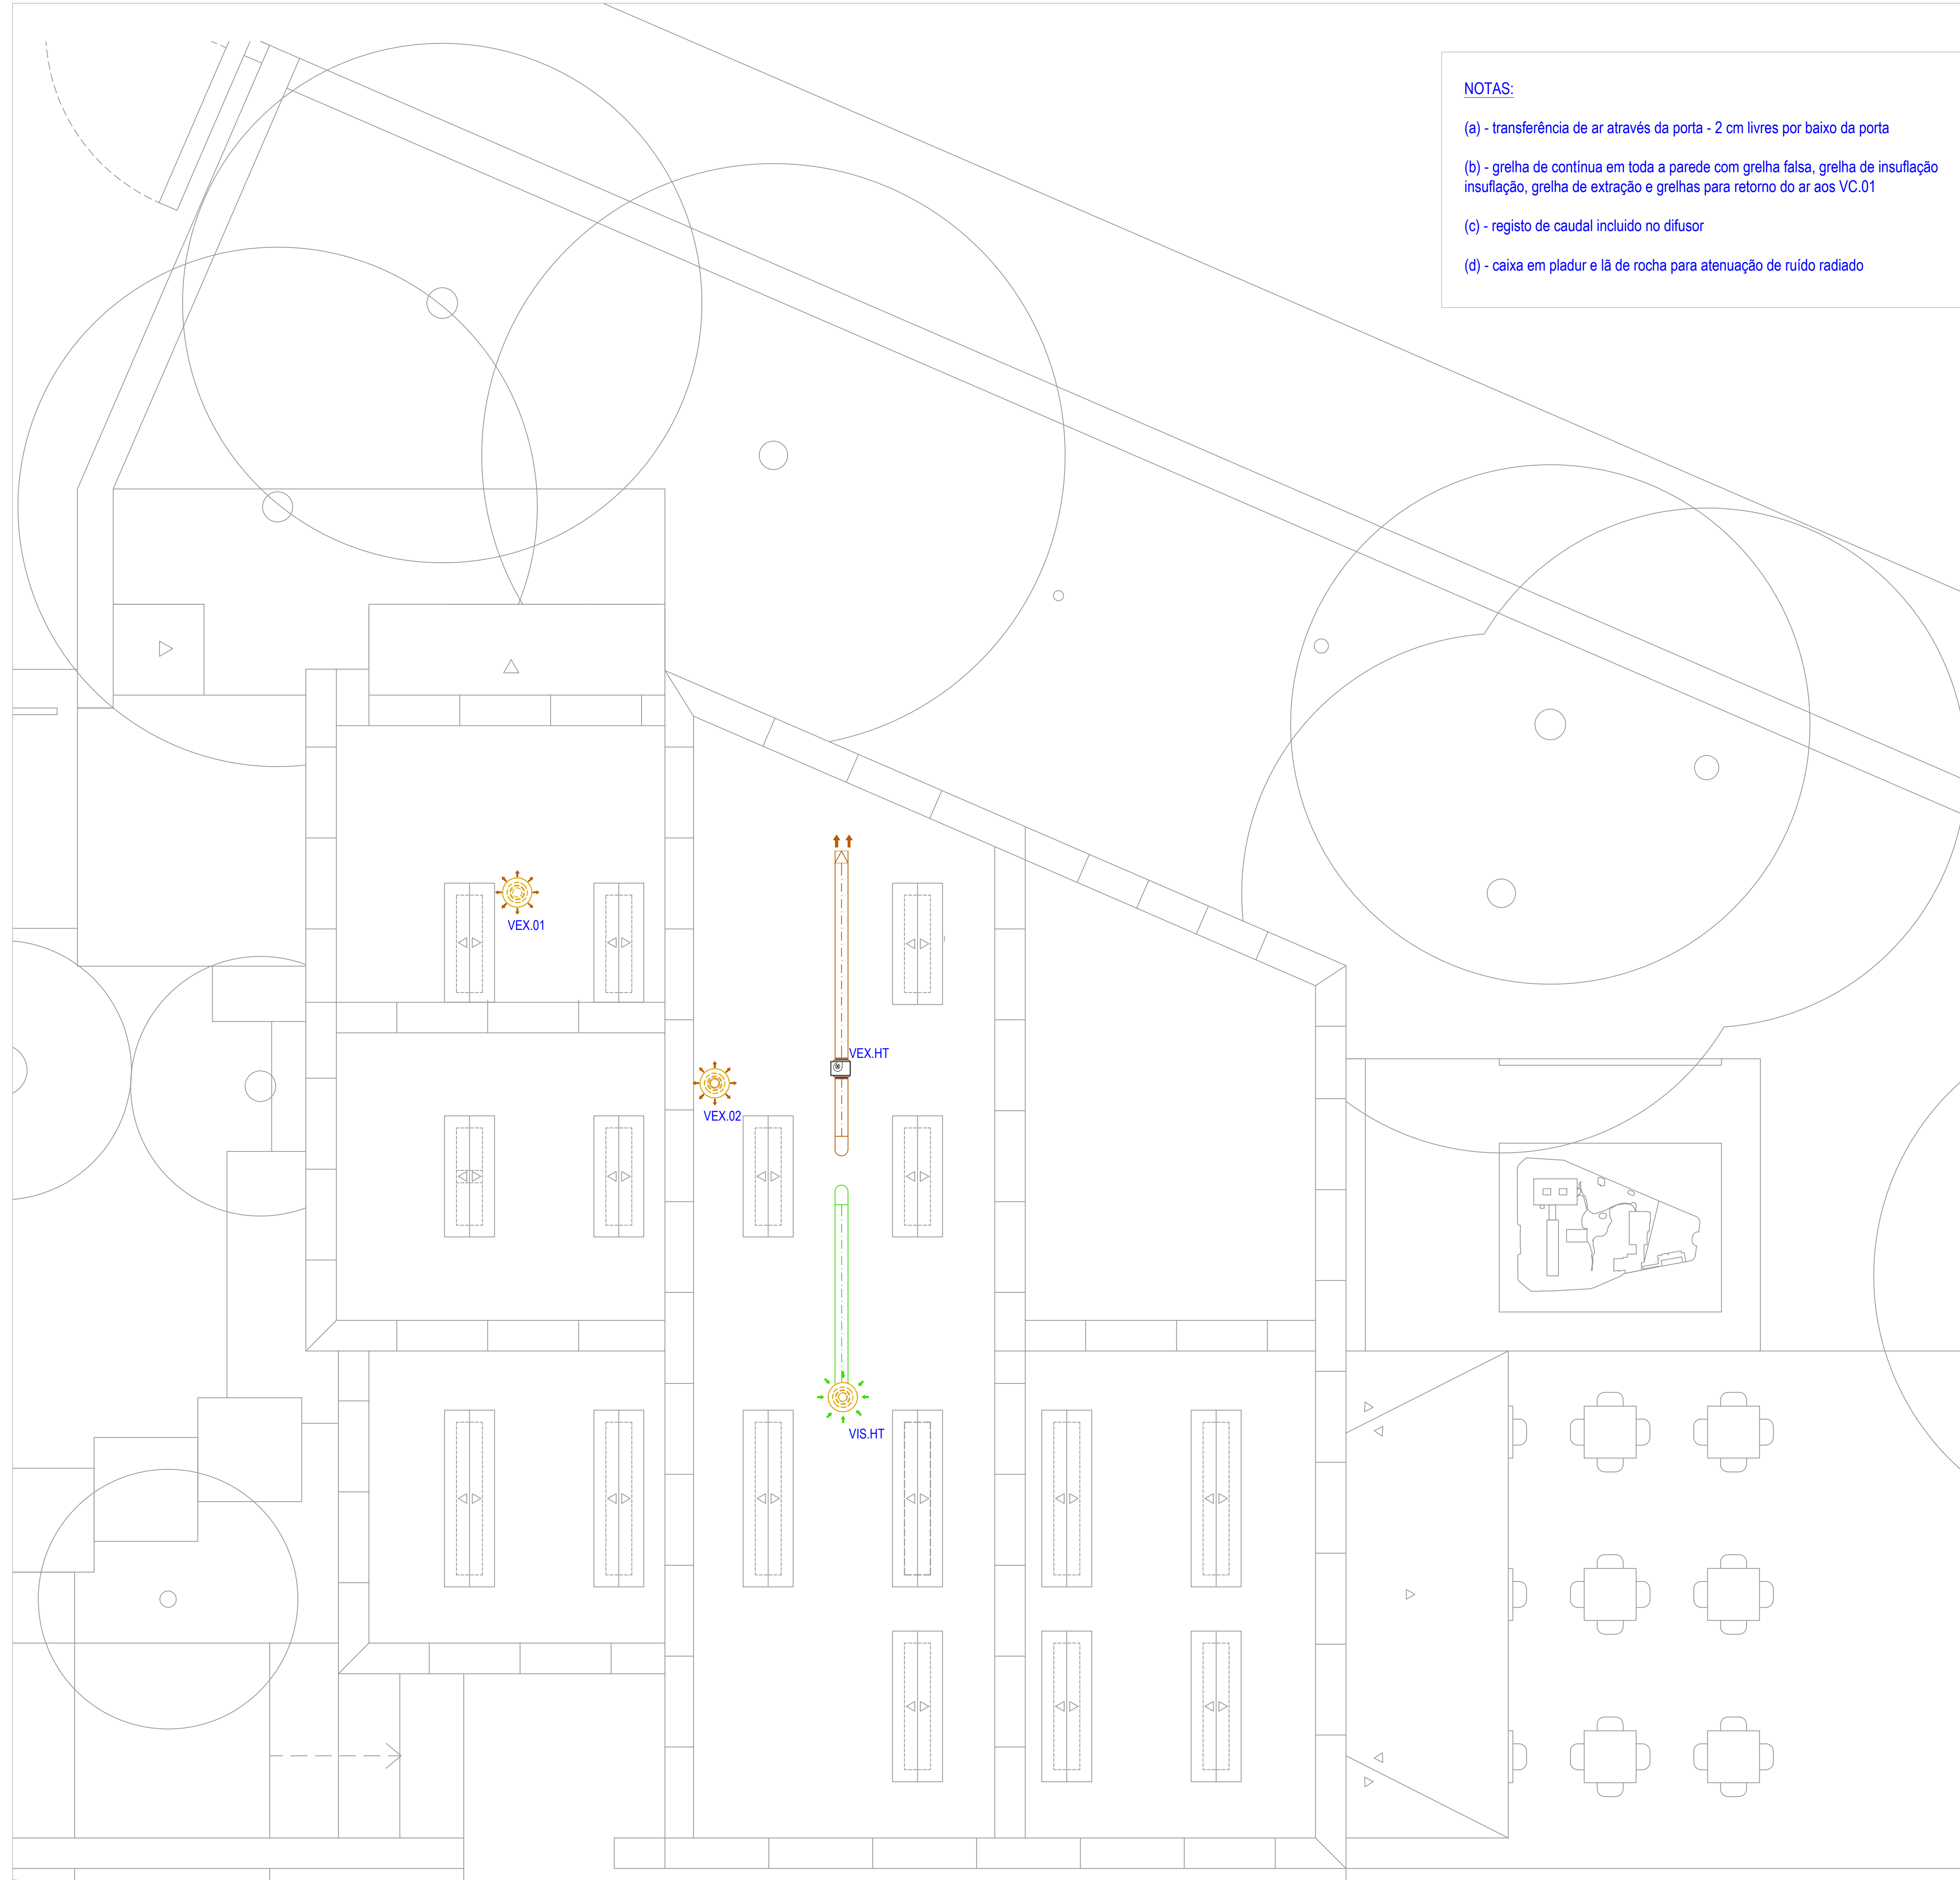 NOTAS:
(a) - transferência de ar através da porta - 2 cm livres por baixo da porta
(b) - grelha de contínua em toda a parede com grelha falsa, grelha de insuflação
insuflação, grelha de extração e grelhas para retorno do ar aos VC.01
(c) - registo de caudal incluido no difusor
(d) - caixa em pladur e lã de rocha para atenuação de ruído radiado
VEX.01
VEX.HT
VEX.02
VIS.HT